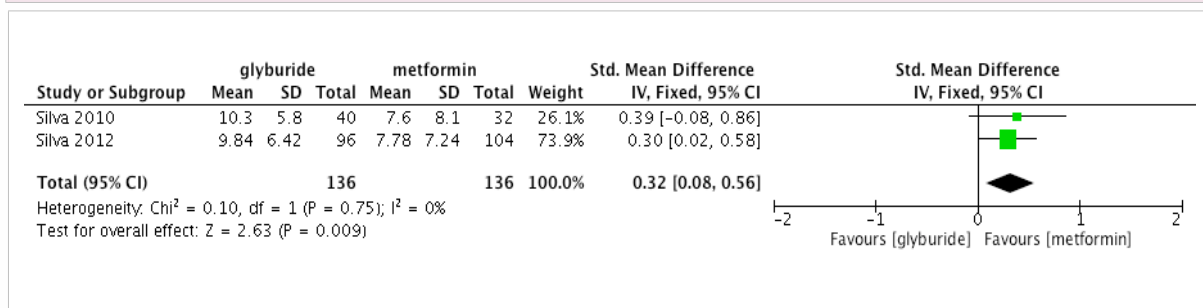 glyburide metformin Std. Mean Difference Std. Mean Difference
Study or Subgroup Mean SD Total Mean SD Total Weight IV, Fixed, 95% CI IV, Fixed, 95% CI
Silva 2010 10.3 5.8 40 7.6 8.1 32 26.1% 0.39 [-0.08, 0.86]
Silva 2012 9.84 6.42 96 7.78 7.24 104 73.9% 0.30 [0.02, 0.58]
Total (95% CI) 136 136 100.0% 0.32 [0.08, 0.56]
Heterogeneity: Chi² = 0.10, df = 1 (P = 0.75); I² = 0%
Test for overall effect: Z = 2.63 (P = 0.009)
-2 -1 0 1 2
Favours [glyburide] Favours [metformin]